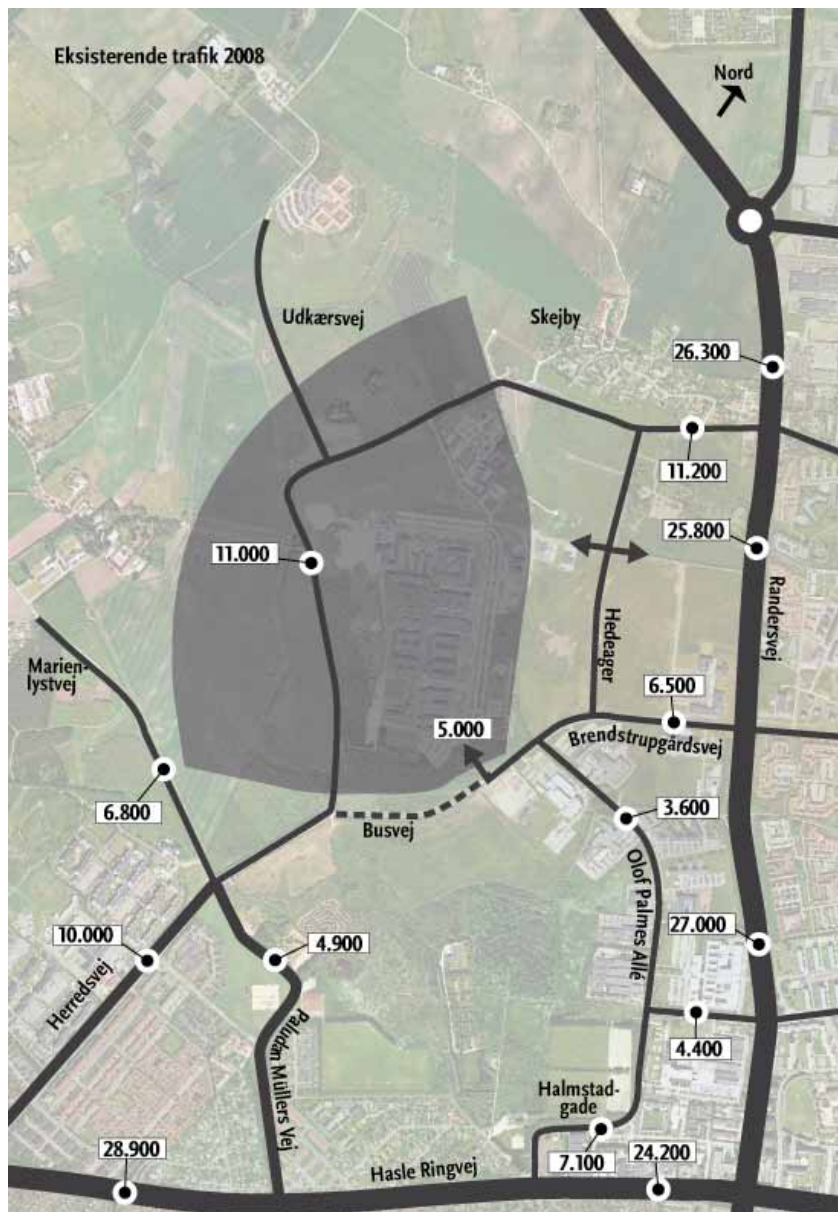 Eksisterende trafik 2008
Nord
Udkærsvej
Skejby
26.300
11.200
11.000
25.800
Randersvej
Hedeager
Marien-
lystvej
6.500
5.000
Brendstrupgårdsvej
6.800
3.600
Busvej
Olof Palmes Allé
27.000
10.000
4.900
Herredsvej
Paludan Müllers Vej
4.400
Halmstad-
gade
7.100
28.900
Hasle Ringvej
24.200